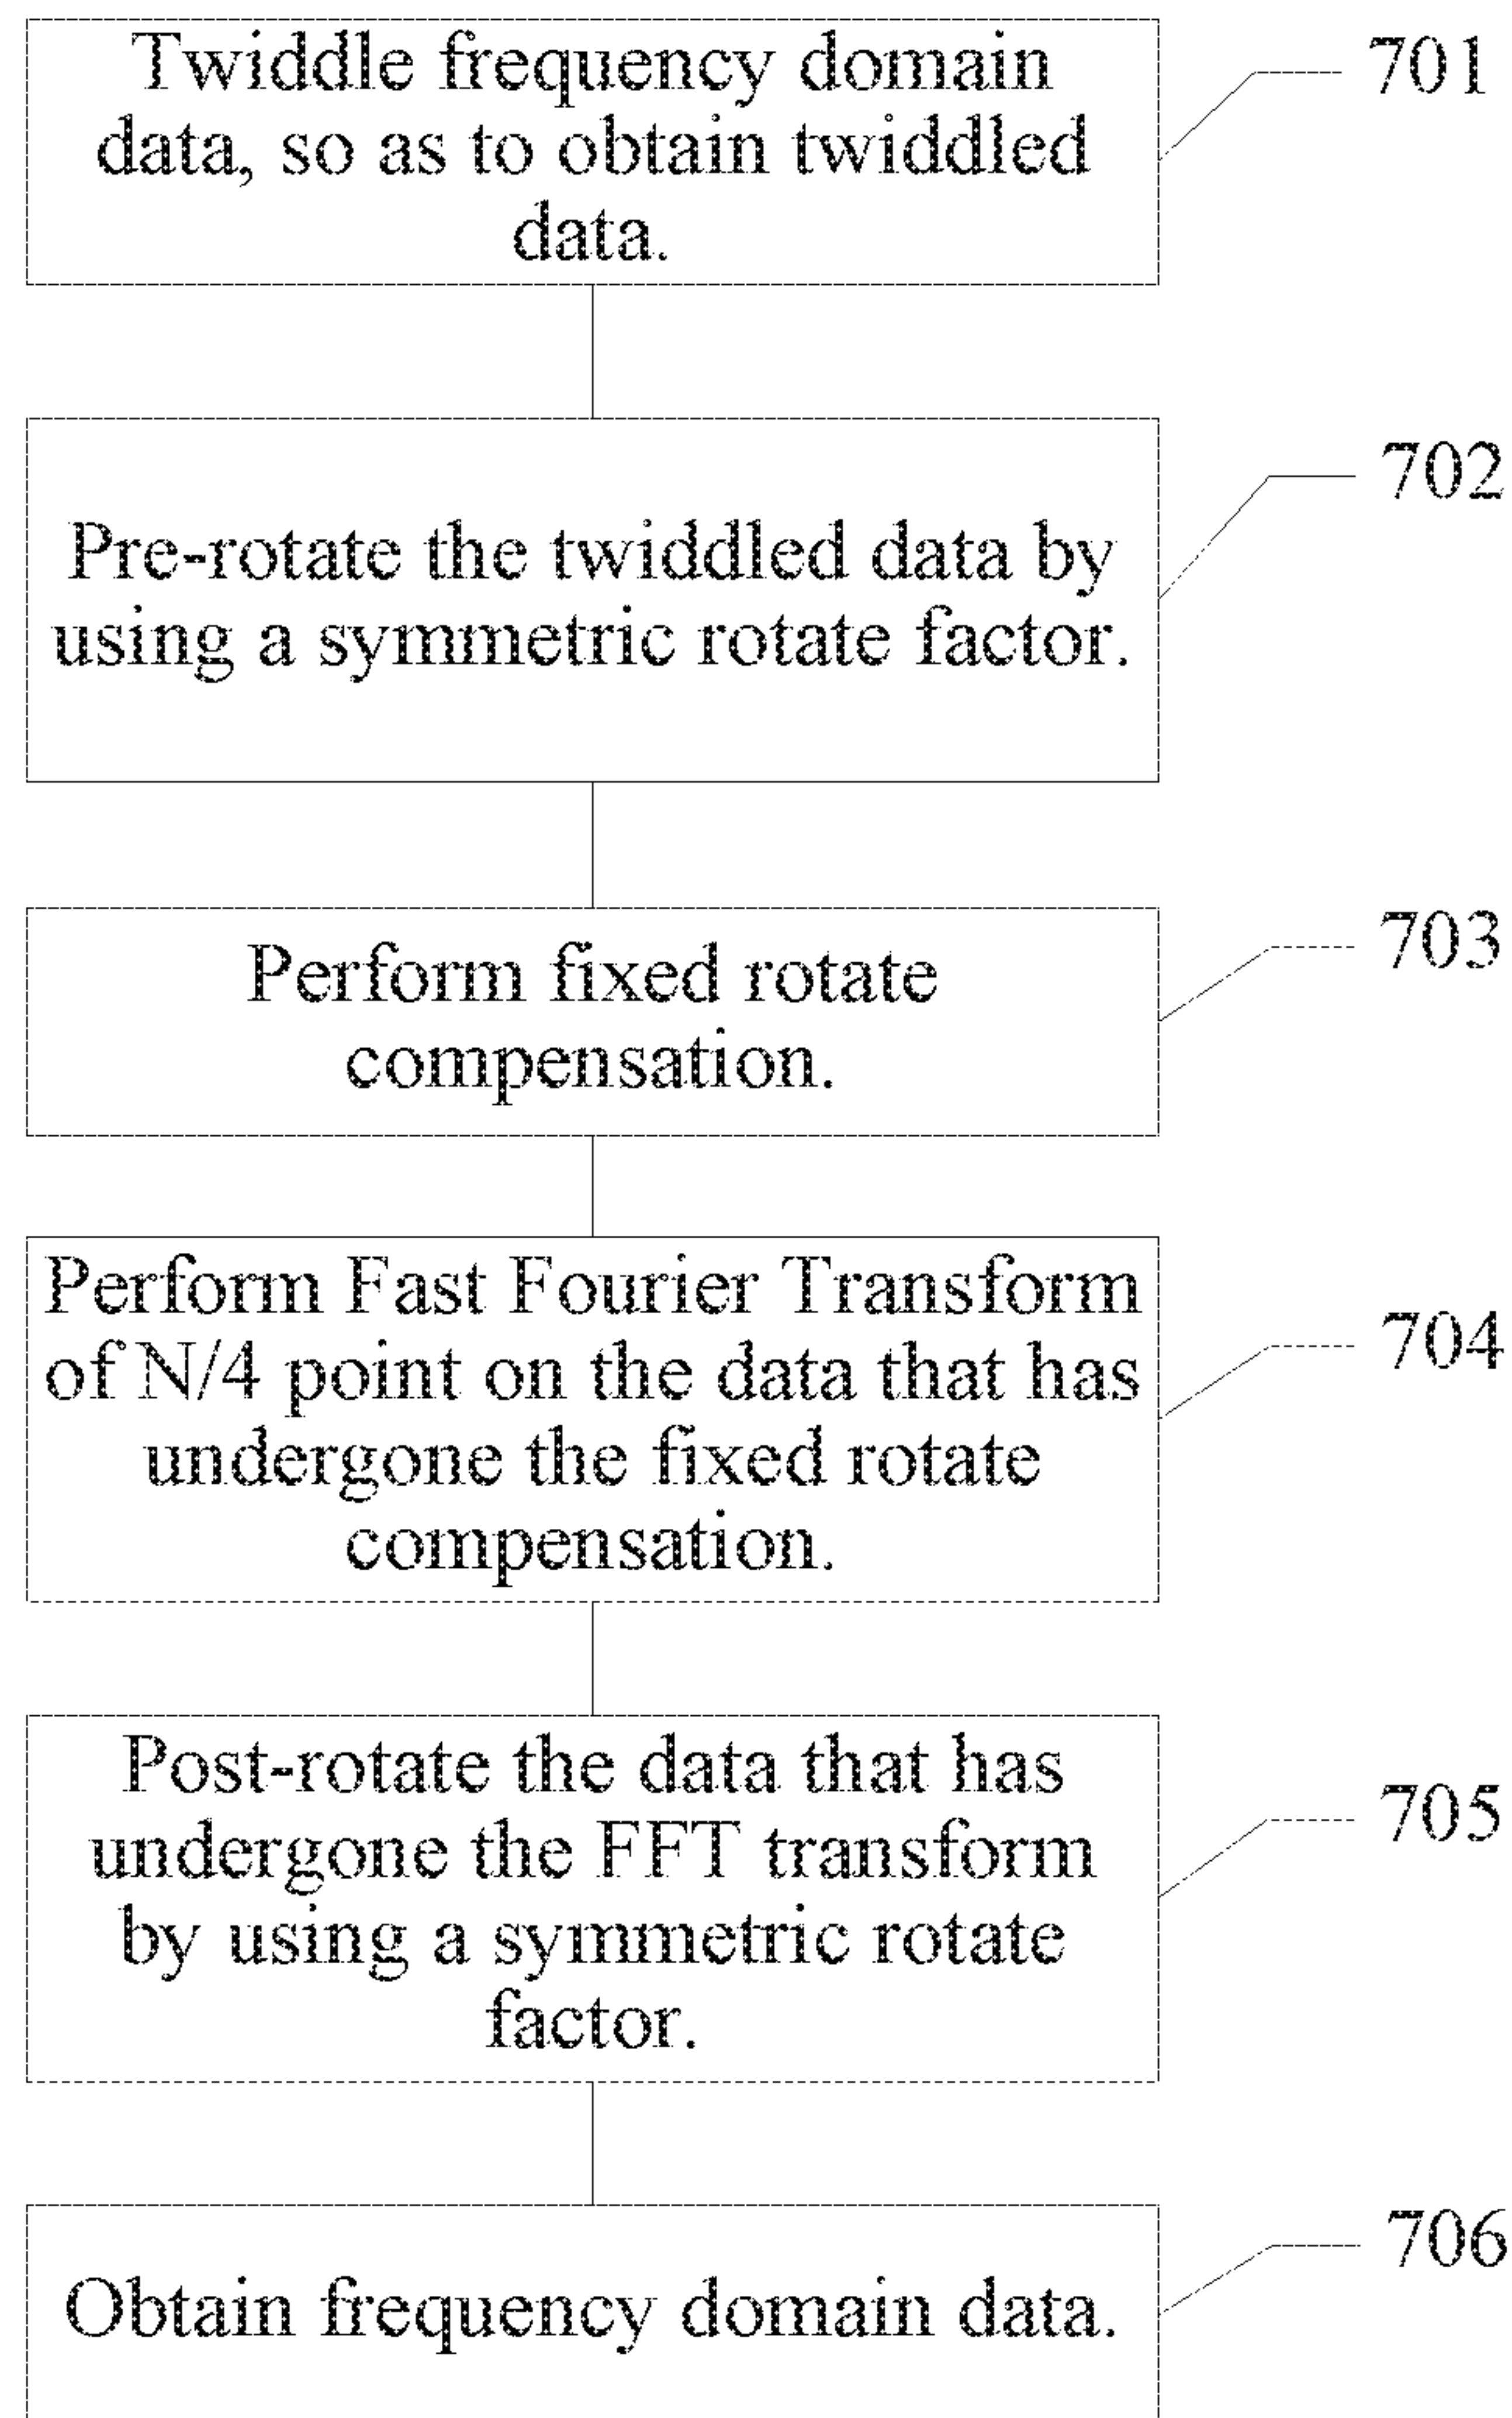 Twiddle frequency domain
data, so as to obtain twiddled
data.
701
Pre-rotate the twiddled data by
using a symmetric rotate factor.
702
Perform fixed rotate
compensation.
703
Perform Fast Fourier Transform
of N/4 point on the data that has
undergone the fixed rotate
compensation.
704
Post-rotate the data that has
undergone the FFT transform
by using a symmetric rotate
factor.
705
Obtain frequency domain data.
706